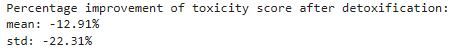 Percentage improvement of toxicity score after detoxification:
mean: -12.91%
std: -22.31%